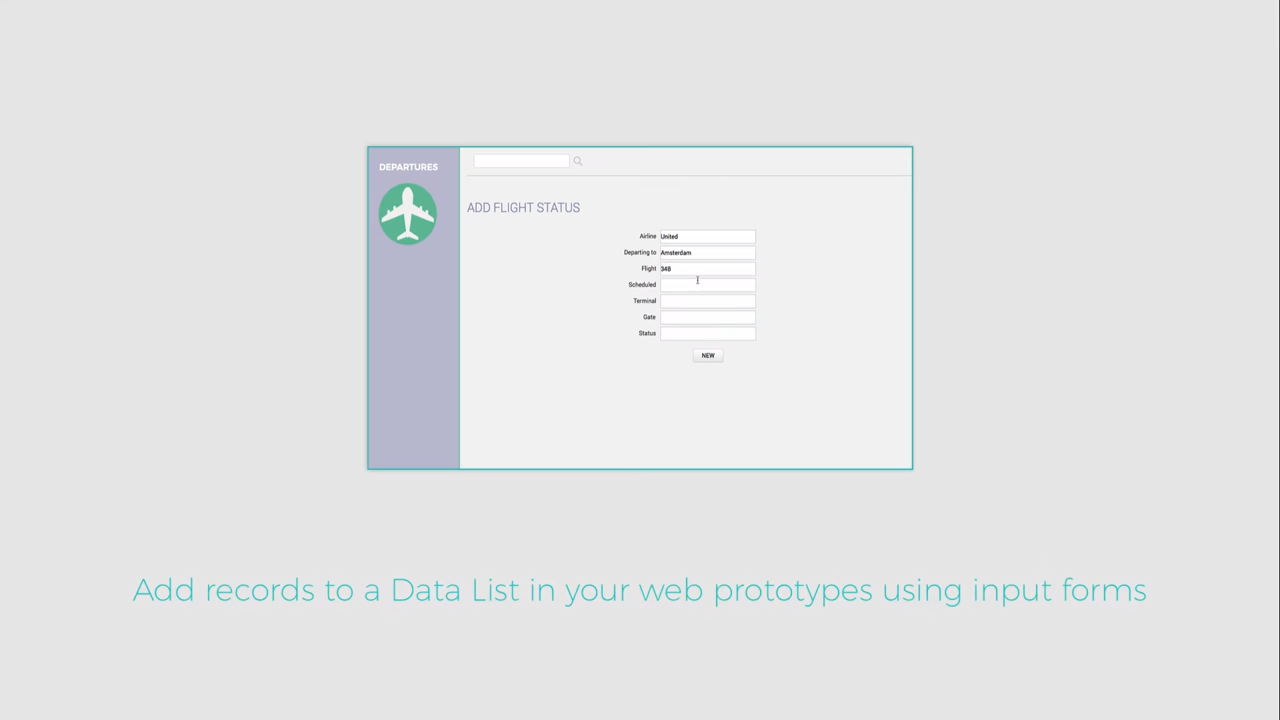 DEPARTURES
ADD FLIGHT STATUS
Airline United
Departing to Amsterdam
Flight 34B
Scheduled
Terminal
Gate
Status
NEW
Add records to a Data List in your web prototypes using input forms